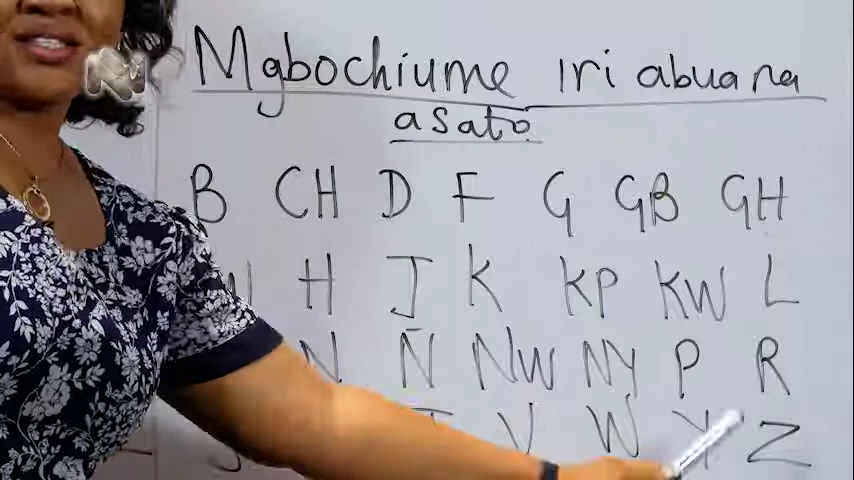 Mgbochiume iri abua na
asato.
B CH D F G GB GH
H J K KP KW L
N Ñ NW NY P R
V W Y Z